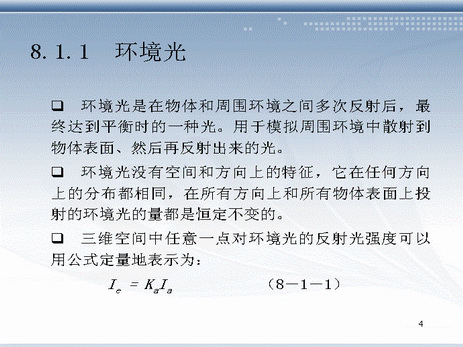 8.1.1 环境光
❑ 环境光是在物体和周围环境之间多次反射后，最
终达到平衡时的一种光。用于模拟周围环境中散射到
物体表面、然后再反射出来的光。
❑ 环境光没有空间和方向上的特征，它在任何方向
上的分布都相同，在所有方向上和所有物体表面上投
射的环境光的量都是恒定不变的。
❑ 三维空间中任意一点对环境光的反射光强度可以
用公式定量地表示为：
Ie = KaIa （8－1－1）
4